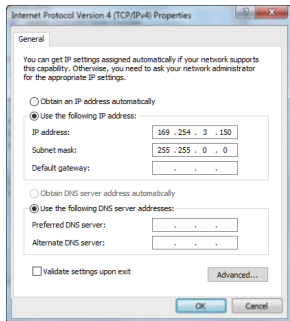 Internet Protocol Version 4 (TCP/IPv4) Properties
General
You can get IP settings assigned automatically if your network supports
this capability. Otherwise, you need to ask your network administrator
for the appropriate IP settings.
Obtain an IP address automatically
Use the following IP address:
IP address: 169 . 254 . 3 . 150
Subnet mask: 255 . 255 . 0 . 0
Default gateway: . . .
Obtain DNS server address automatically
Use the following DNS server addresses:
Preferred DNS server: . . .
Alternate DNS server: . . .
Validate settings upon exit
Advanced...
OK Cancel